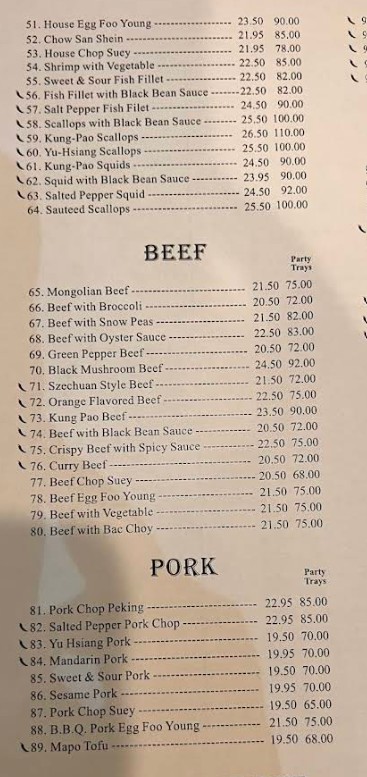 51. House Egg Foo Young 23.50 90.00
52. Chow San Shein 21.95 85.00
53. House Chop Suey 21.95 78.00
54. Shrimp with Vegetable 22.50 85.00
55. Sweet & Sour Fish Fillet 22.50 82.00
56. Fish Fillet with Black Bean Sauce 22.50 82.00
57. Salt Pepper Fish Filet 24.50 90.00
58. Scallops with Black Bean Sauce 25.50 100.00
59. Kung-Pao Scallops 26.50 110.00
60. Yu-Hsiang Scallops 25.50 100.00
61. Kung-Pao Squids 24.50 90.00
62. Squid with Black Bean Sauce 23.95 90.00
63. Salted Pepper Squid 24.50 92.00
64. Sauteed Scallops 25.50 100.00
BEEF
Party
Trays
65. Mongolian Beef 21.50 75.00
66. Beef with Broccoli 20.50 72.00
67. Beef with Snow Peas 21.50 82.00
68. Beef with Oyster Sauce 22.50 83.00
69. Green Pepper Beef 20.50 72.00
70. Black Mushroom Beef 24.50 92.00
71. Szechuan Style Beef 21.50 72.00
72. Orange Flavored Beef 22.50 75.00
73. Kung Pao Beef 23.50 90.00
74. Beef with Black Bean Sauce 20.50 72.00
75. Crispy Beef with Spicy Sauce 22.50 75.00
76. Curry Beef 20.50 72.00
77. Beef Chop Suey 20.50 68.00
78. Beef Egg Foo Young 21.50 75.00
79. Beef with Vegetable 21.50 75.00
80. Beef with Bac Choy 21.50 75.00
PORK
Party
Trays
81. Pork Chop Peking 22.95 85.00
82. Salted Pepper Pork Chop 22.95 85.00
83. Yu Hsiang Pork 19.50 70.00
84. Mandarin Pork 19.95 70.00
85. Sweet & Sour Pork 19.50 70.00
86. Sesame Pork 19.95 70.00
87. Pork Chop Suey 19.50 65.00
88. B.B.Q. Pork Egg Foo Young 21.50 75.00
89. Mapo Tofu 19.50 68.00